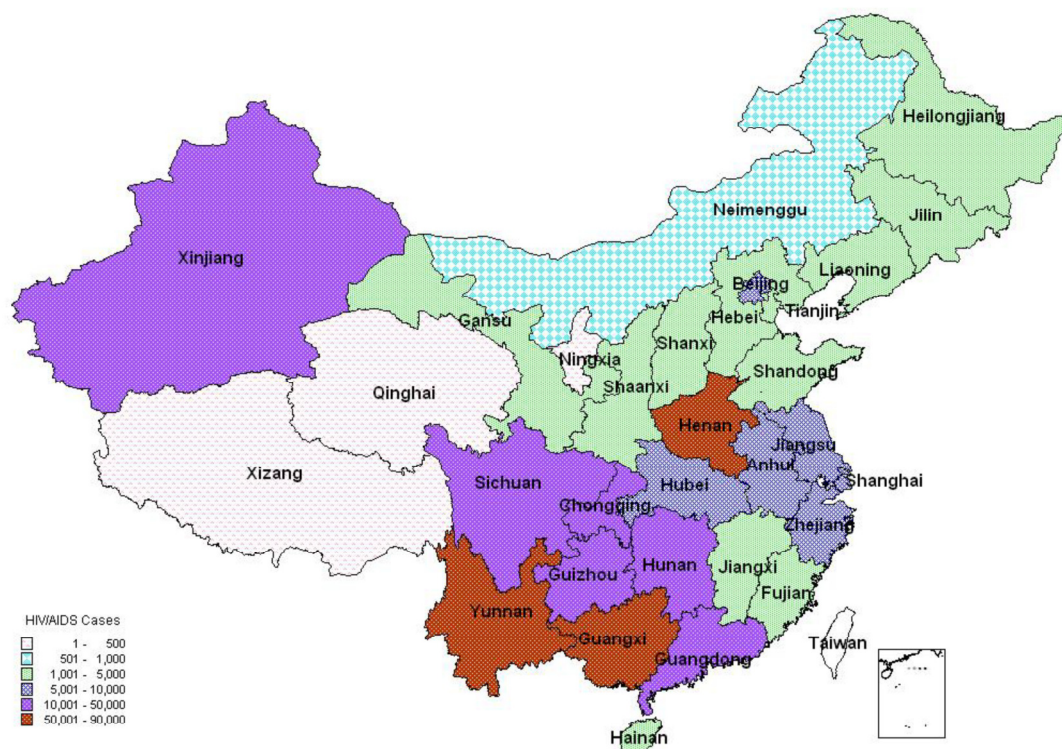 Heilongjiang
Neimenggu
Jilin
Xinjiang
Liaoning
Beijing
Tianjin
Hebei
Gansu
Shanxi
Ningxia
Shandong
Shaanxi
Qinghai
Henan
Jiangsu
Anhui
Xizang
Sichuan
Hubei
Shanghai
Chongqing
Zhejiang
Hunan
Jiangxi
Guizhou
Fujian
Yunnan
Guangxi
Guangdong
Taiwan
Hainan
HIV/AIDS Cases
1 - 500
501 - 1,000
1,001 - 5,000
5,001 - 10,000
10,001 - 50,000
50,001 - 90,000